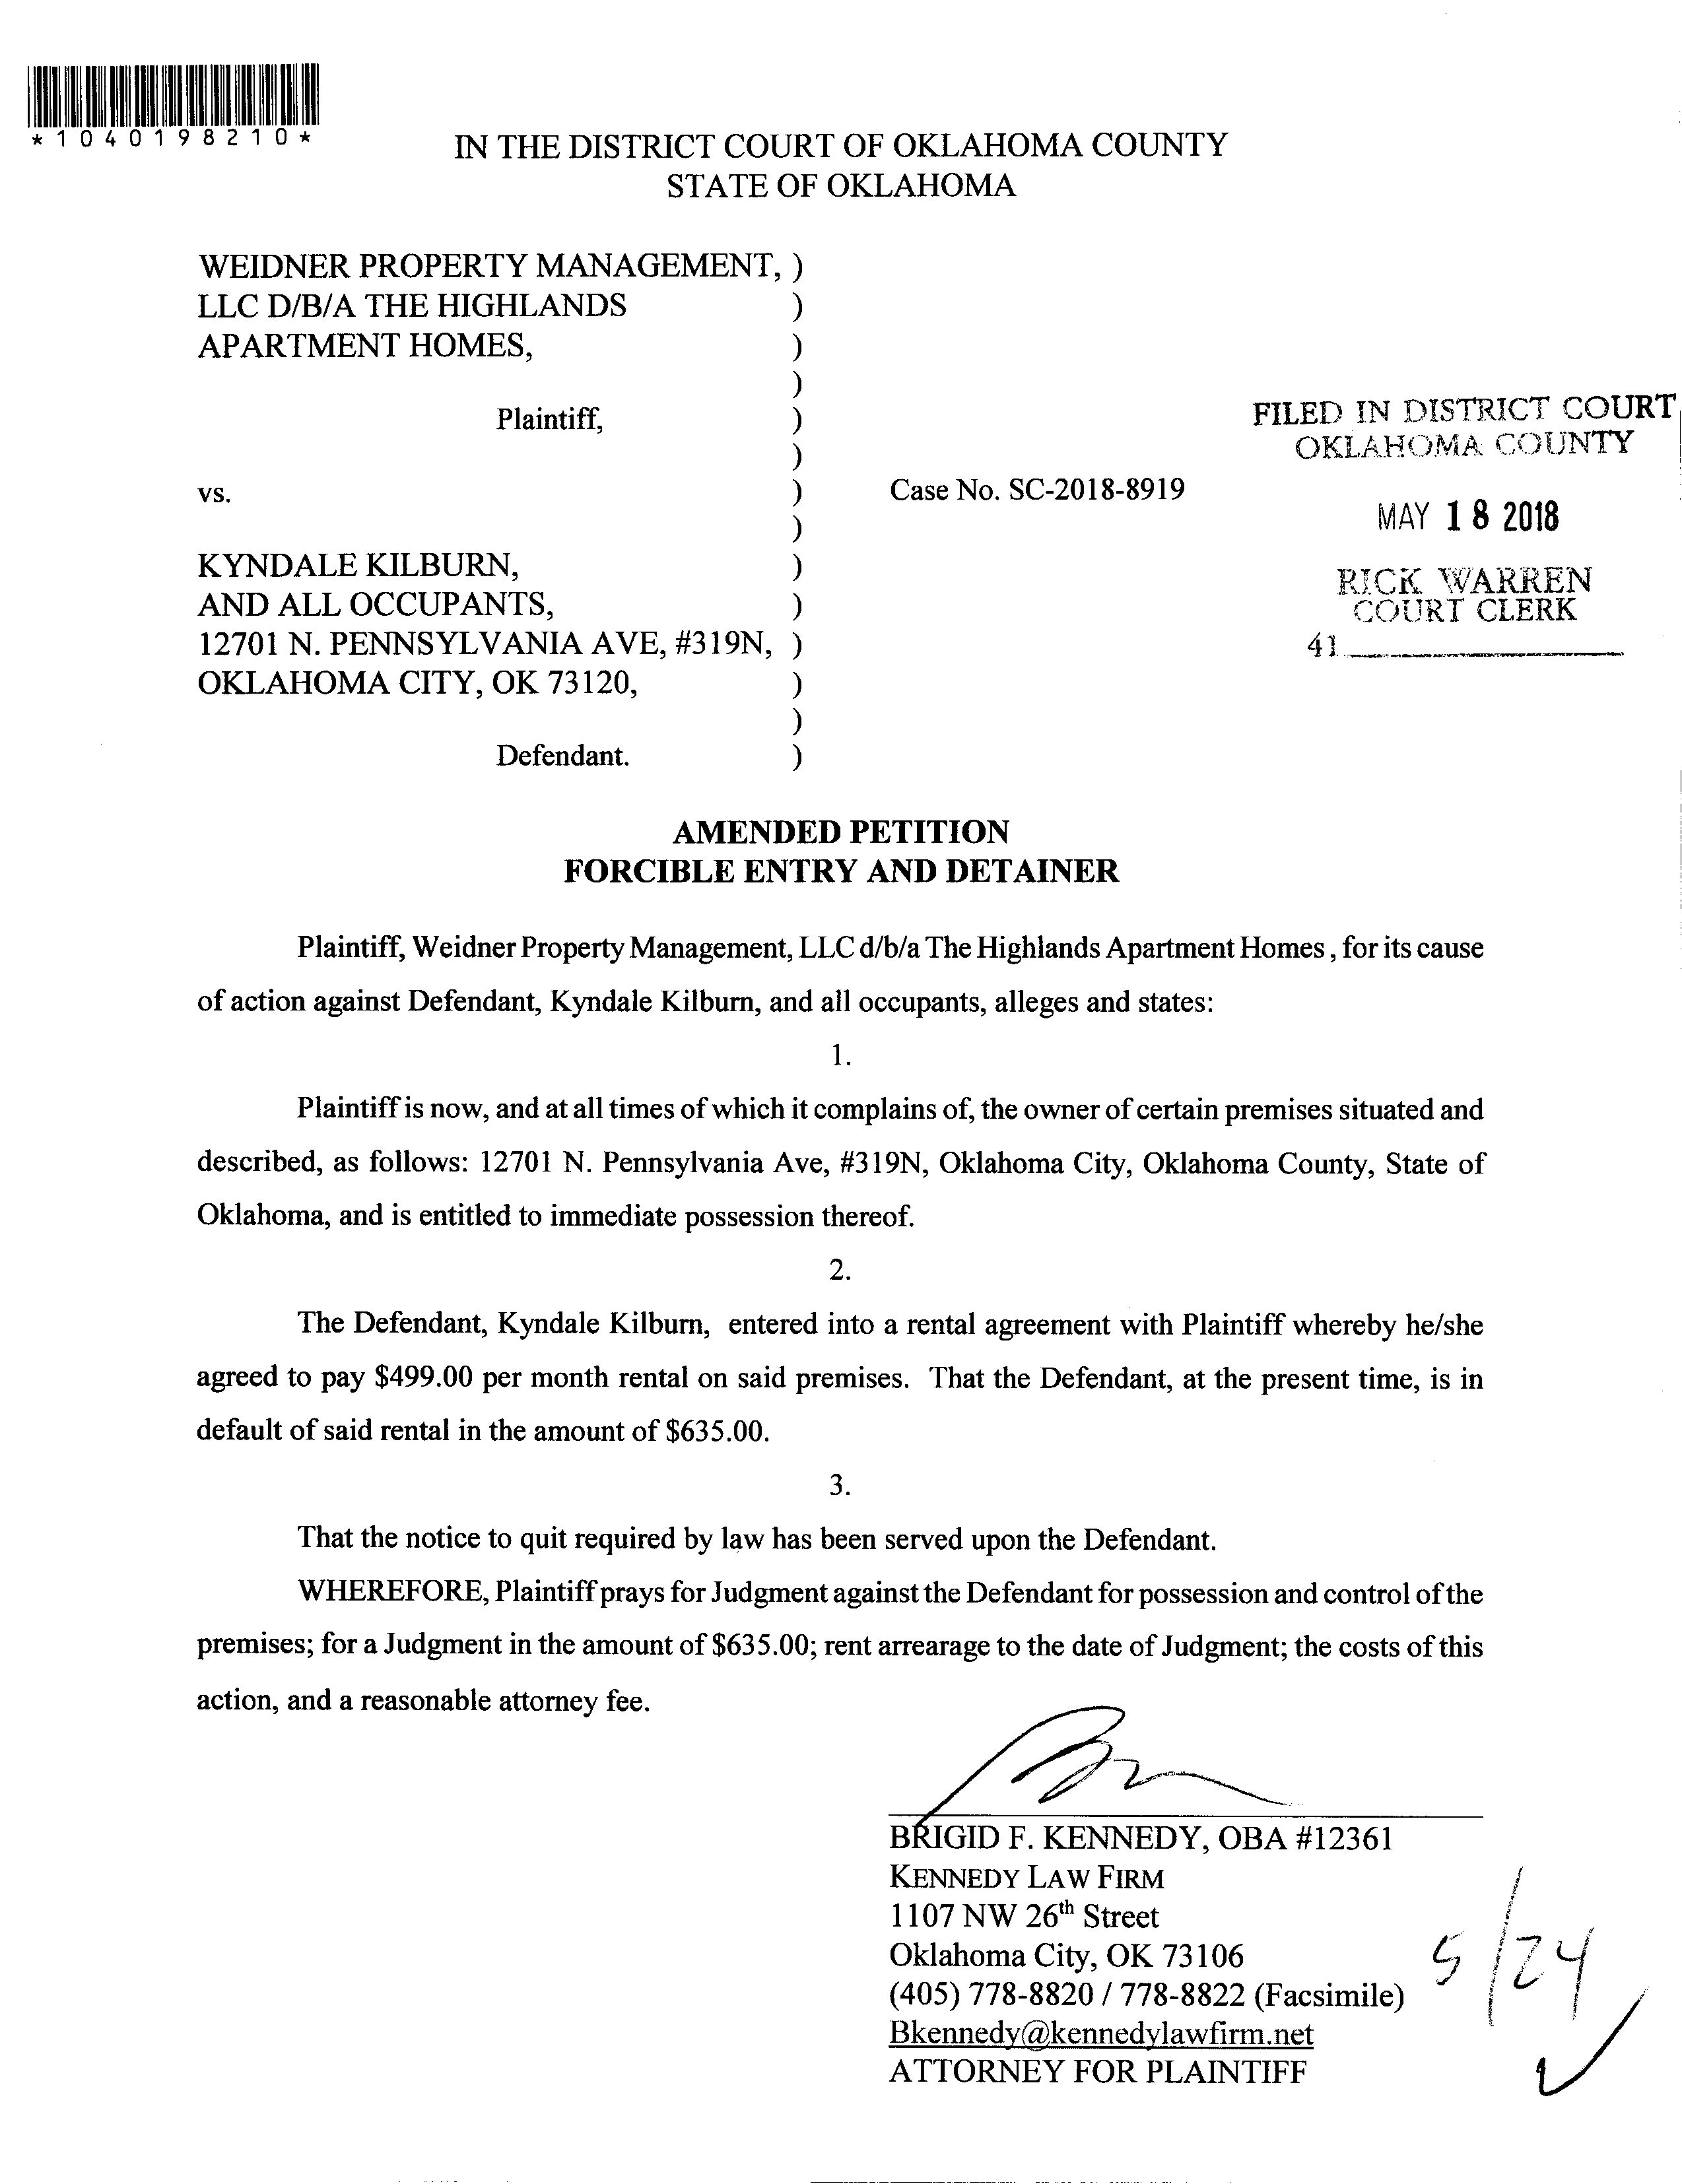 *1040198210*
IN THE DISTRICT COURT OF OKLAHOMA COUNTY
STATE OF OKLAHOMA
WEIDNER PROPERTY MANAGEMENT, )
LLC D/B/A THE HIGHLANDS )
APARTMENT HOMES, )
)
Plaintiff, )
)
vs. )
)
KYNDALE KILBURN, )
AND ALL OCCUPANTS, )
12701 N. PENNSYLVANIA AVE, #319N, )
OKLAHOMA CITY, OK 73120, )
)
Defendant. )
Case No. SC-2018-8919
FILED IN DISTRICT COURT
OKLAHOMA COUNTY
MAY 18 2018
RICK WARREN
COURT CLERK
41
AMENDED PETITION
FORCIBLE ENTRY AND DETAINER
Plaintiff, Weidner Property Management, LLC d/b/a The Highlands Apartment Homes , for its cause
of action against Defendant, Kyndale Kilburn, and all occupants, alleges and states:
1.
Plaintiff is now, and at all times of which it complains of, the owner of certain premises situated and
described, as follows: 12701 N. Pennsylvania Ave, #319N, Oklahoma City, Oklahoma County, State of
Oklahoma, and is entitled to immediate possession thereof.
2.
The Defendant, Kyndale Kilburn, entered into a rental agreement with Plaintiff whereby he/she
agreed to pay $499.00 per month rental on said premises. That the Defendant, at the present time, is in
default of said rental in the amount of $635.00.
3.
That the notice to quit required by law has been served upon the Defendant.
WHEREFORE, Plaintiff prays for Judgment against the Defendant for possession and control of the
premises; for a Judgment in the amount of $635.00; rent arrearage to the date of Judgment; the costs of this
action, and a reasonable attorney fee.
BRIGID F. KENNEDY, OBA #12361
KENNEDY LAW FIRM
1107 NW 26th Street
Oklahoma City, OK 73106
(405) 778-8820 / 778-8822 (Facsimile)
Bkennedy@kennedylawfirm.net
ATTORNEY FOR PLAINTIFF
5/24